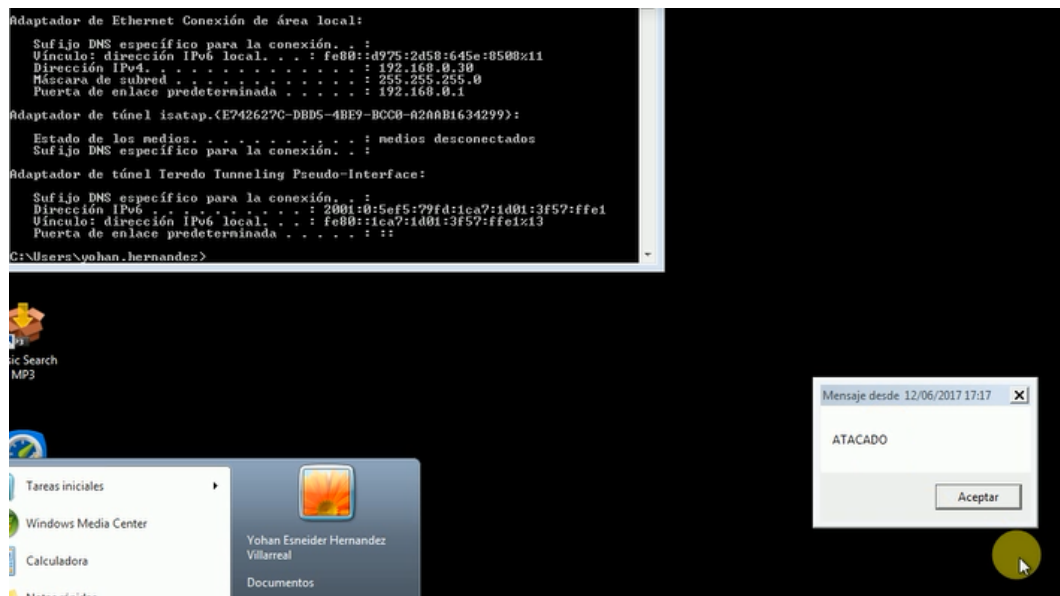 Adaptador de Ethernet Conexión de área local:
Sufijo DNS específico para la conexión. . :
Vínculo: dirección IPv6 local. . . : fe80::d975:2d58:645e:8508%11
Dirección IPv4. . . . . . . . . . . . . . : 192.168.0.30
Máscara de subred . . . . . . . . . . . . : 255.255.255.0
Puerta de enlace predeterminada . . . . . : 192.168.0.1
Adaptador de túnel isatap.{E742627C-DBD5-4BE9-BCC0-A2AAB1634299}:
Estado de los medios. . . . . . . . . . . : medios desconectados
Sufijo DNS específico para la conexión. . :
Adaptador de túnel Teredo Tunneling Pseudo-Interface:
Sufijo DNS específico para la conexión. . :
Dirección IPv6 . . . . . . . . . . : 2001:0:5ef5:79fd:1ca7:1d01:3f57:ffe1
Vínculo: dirección IPv6 local. . . : fe80::1ca7:1d01:3f57:ffe1%13
Puerta de enlace predeterminada . . . . . : ::
C:\Users\yohan.hernandez>
sic Search
MP3
Mensaje desde 12/06/2017 17:17
ATACADO
Aceptar
Tareas iniciales
Windows Media Center
Calculadora
Yohan Esneider Hernandez
Villarreal
Documentos